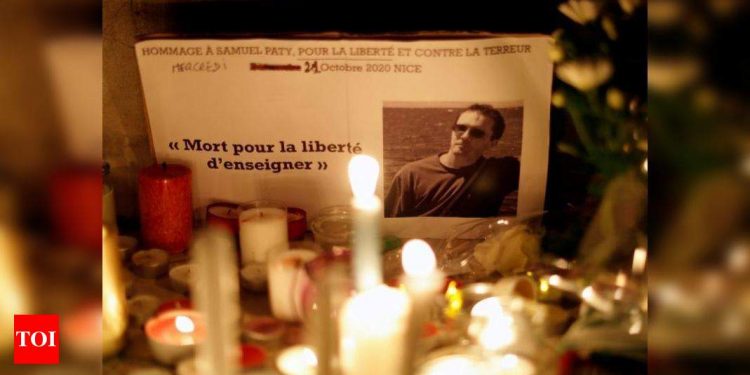 HOMMAGE À SAMUEL PATY, POUR LA LIBERTÉ ET CONTRE LA TERREUR
MERCREDI 21 Octobre 2020 NICE
« Mort pour la liberté
d'enseigner »
TOI